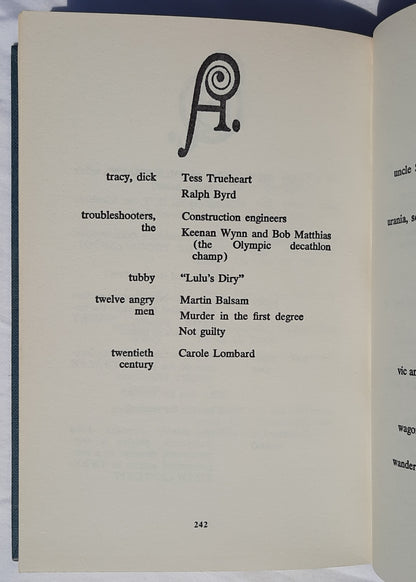 A.
tracy, dick Tess Trueheart
Ralph Byrd
troubleshooters, Construction engineers
the Keenan Wynn and Bob Matthias
(the Olympic decathlon
champ)
tubby "Lulu's Diry"
twelve angry Martin Balsam
men Murder in the first degree
Not guilty
twentieth Carole Lombard
century
242
uncle
urania,
vic